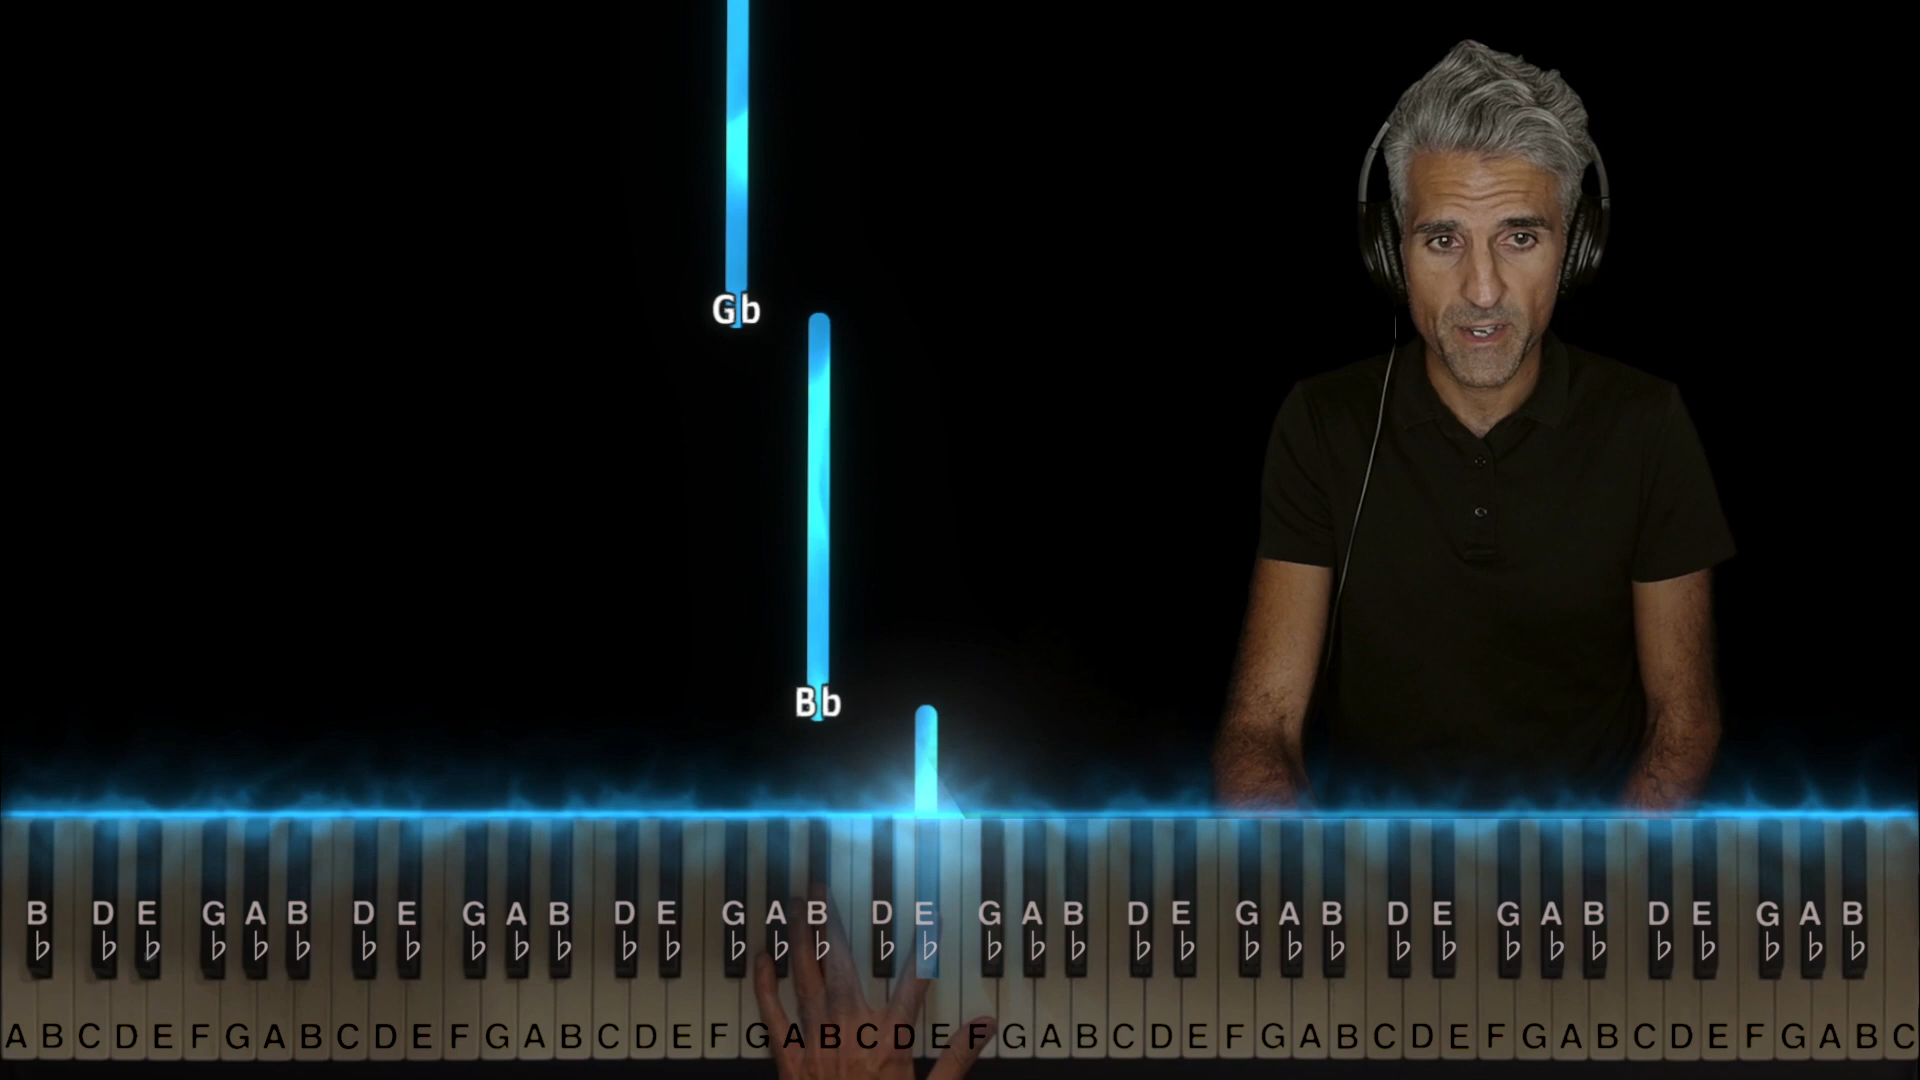 Gb
Bb
B D E G A B D E G A B D E G A B D E G A B D E G A B D E G A B D E G A B
♭ ♭ ♭ ♭ ♭ ♭ ♭ ♭ ♭ ♭ ♭ ♭ ♭ ♭ ♭ ♭ ♭ ♭ ♭ ♭ ♭ ♭ ♭ ♭ ♭ ♭ ♭ ♭ ♭ ♭ ♭ ♭ ♭ ♭ ♭ ♭
A B C D E F G A B C D E F G A B C D E F G A B C D E F G A B C D E F G A B C D E F G A B C D E F G A B C